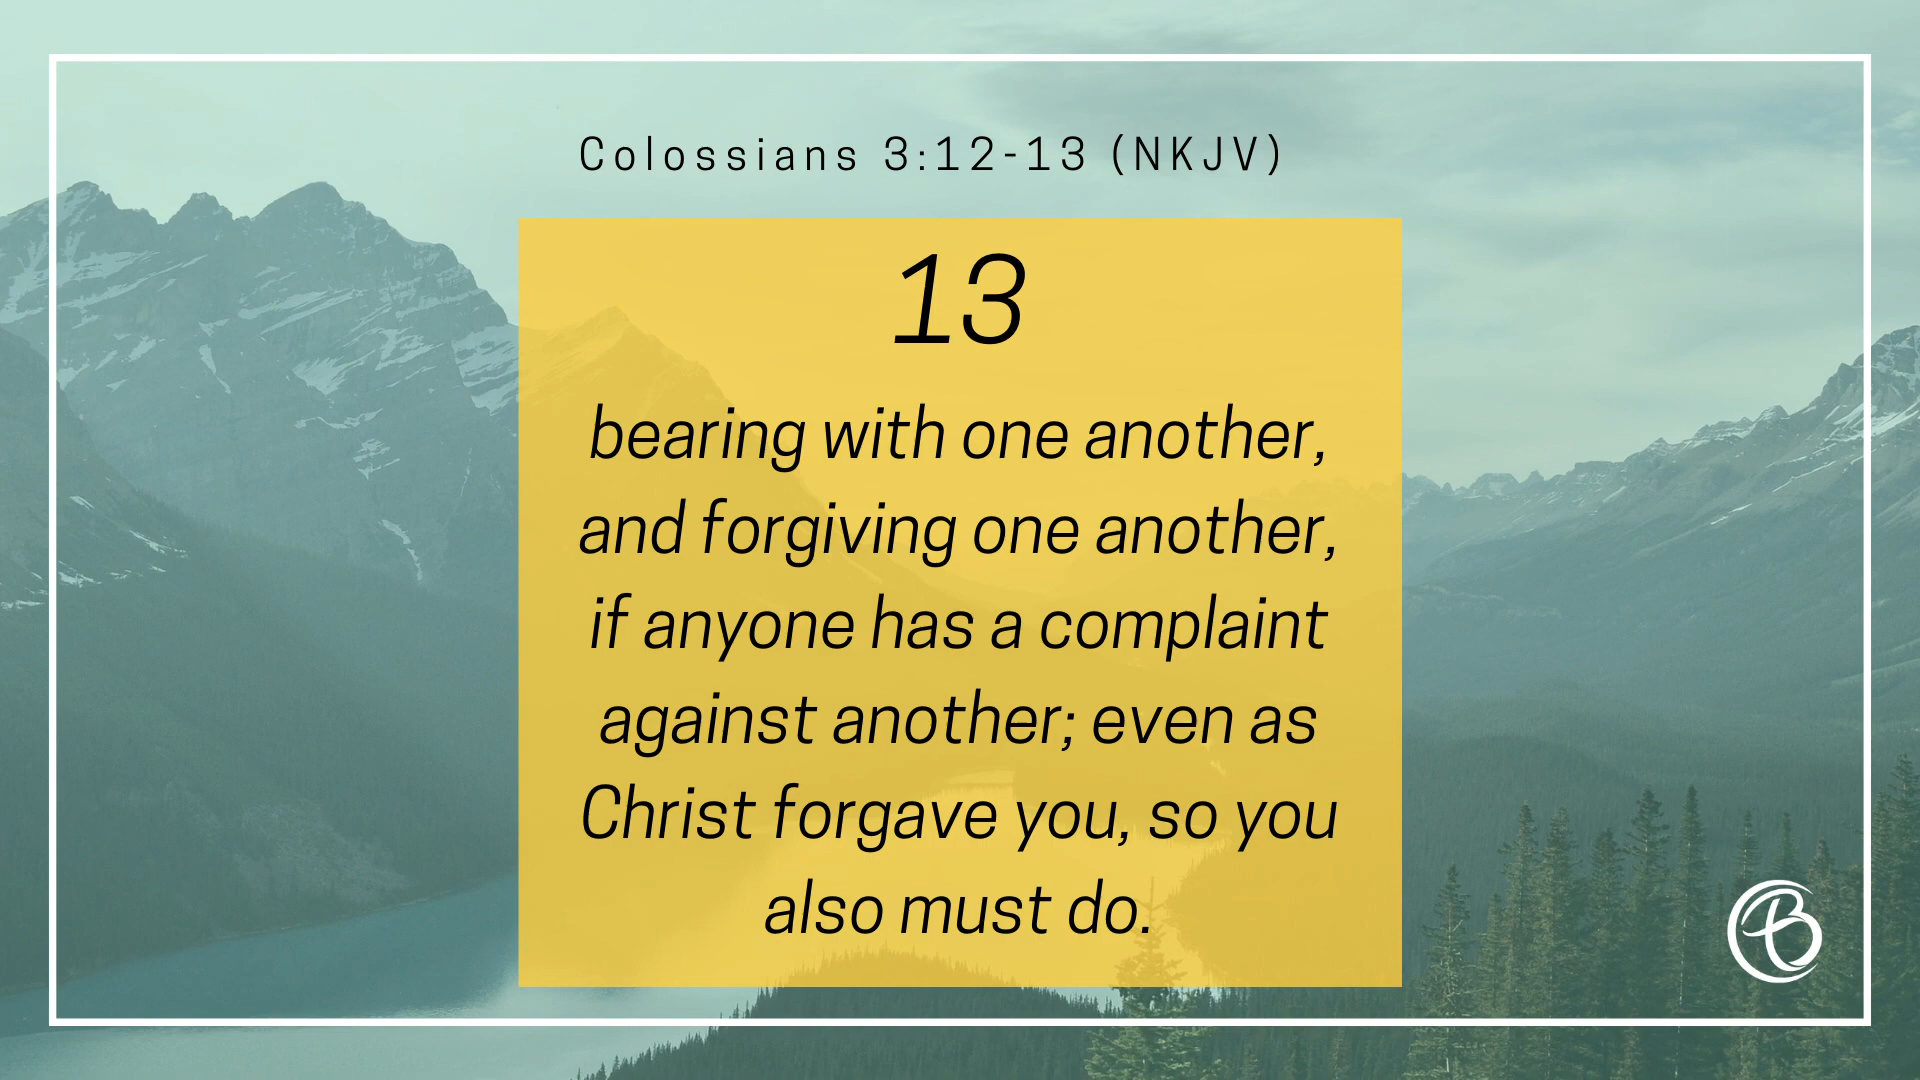 Colossians 3:12-13 (NKJV)
13
bearing with one another,
and forgiving one another,
if anyone has a complaint
against another; even as
Christ forgave you, so you
also must do.
B